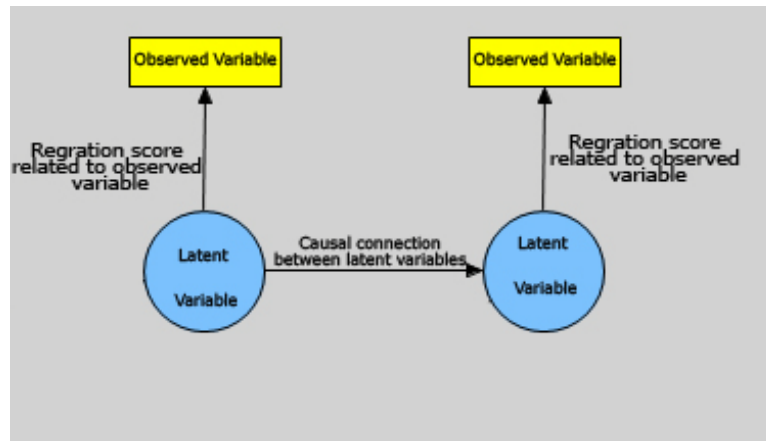 Observed Variable
Observed Variable
Regration score
related to observed
variable
Regration score
related to observed
variable
Causal connection
between latent variables
Latent
Variable
Latent
Variable